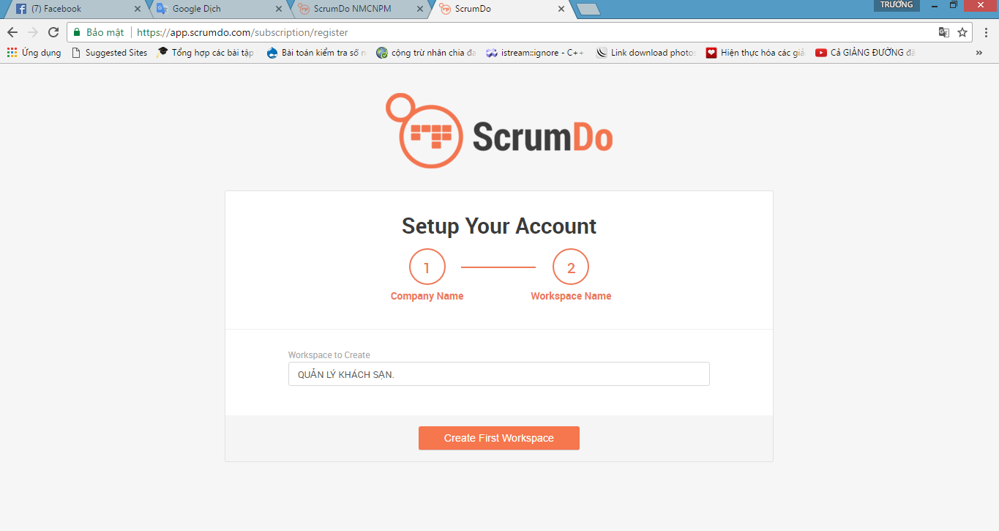 TRƯỜNG
(7) Facebook
Google Dịch
ScrumDo NMCNPM
ScrumDo
Bảo mật
https://app.scrumdo.com/subscription/register
Ứng dụng
Suggested Sites
Tổng hợp các bài tập
Bài toán kiểm tra số n
cộng trừ nhân chia đa
istream::ignore - C++
Link download photos
Hiện thực hóa các giả
Cả GIẢNG ĐƯỜNG đã
»
ScrumDo
Setup Your Account
1
2
Company Name
Workspace Name
Workspace to Create
QUẢN LÝ KHÁCH SẠN.
Create First Workspace